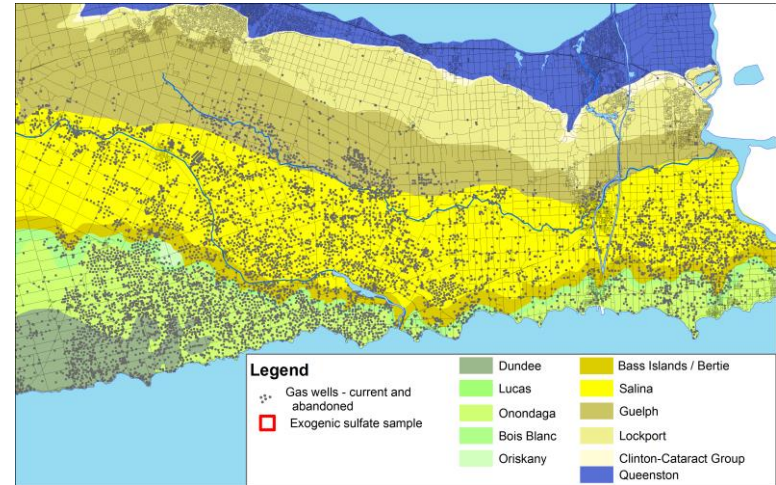 Legend
Gas wells - current and
abandoned
Exogenic sulfate sample
Dundee
Lucas
Onondaga
Bois Blanc
Oriskany
Bass Islands / Bertie
Salina
Guelph
Lockport
Clinton-Cataract Group
Queenston